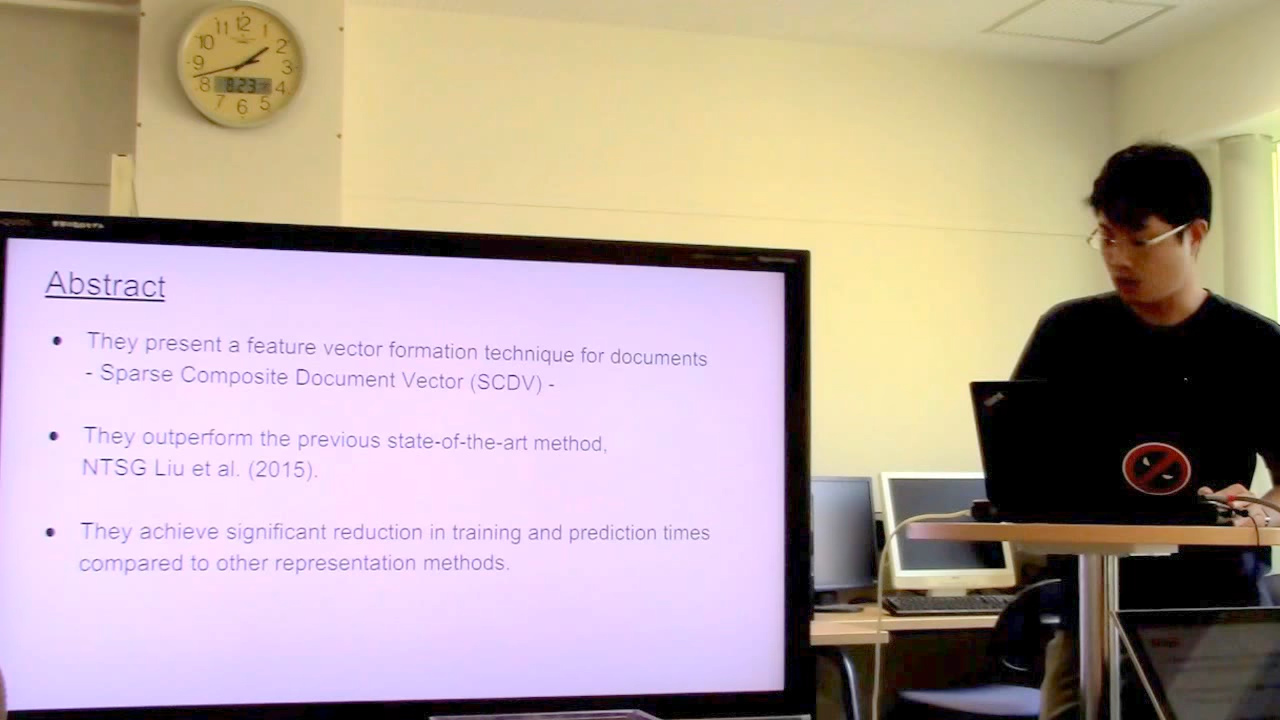 11 12 1
10 2
9 3
8 8 23 4
7 6 5
Abstract
• They present a feature vector formation technique for documents
- Sparse Composite Document Vector (SCDV) -
• They outperform the previous state-of-the-art method,
NTSG Liu et al. (2015).
• They achieve significant reduction in training and prediction times
compared to other representation methods.